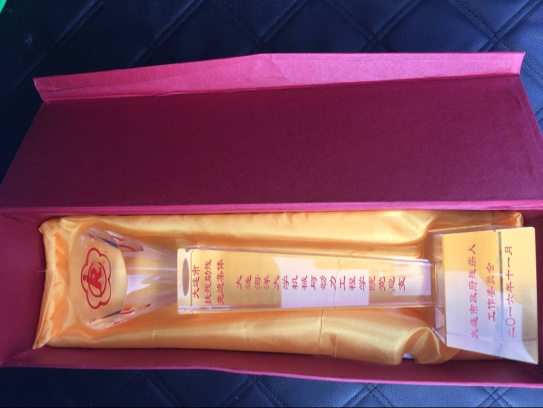 大连市
扶残助残
先进集体
大连海洋大学机械与动力工程学院党总支
大连市政府残疾人
工作委员会
二〇一六年十一月